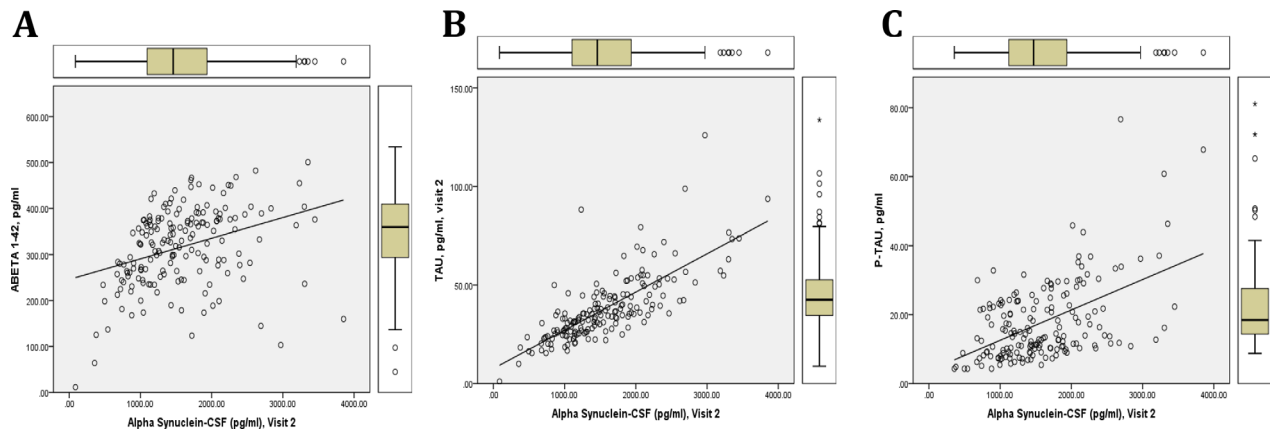 A
ABETA 1-42, pg/ml
600.00
500.00
400.00
300.00
200.00
100.00
.00
.00 1000.00 2000.00 3000.00 4000.00
Alpha Synuclein-CSF (pg/ml), Visit 2
B
TAU, pg/ml, visit 2
150.00
100.00
50.00
.00
.00 1000.00 2000.00 3000.00 4000.00
Alpha Synuclein-CSF (pg/ml), Visit 2
C
P-TAU, pg/ml
80.00
60.00
40.00
20.00
.00
.00 1000.00 2000.00 3000.00 4000.00
Alpha Synuclein-CSF (pg/ml), Visit 2